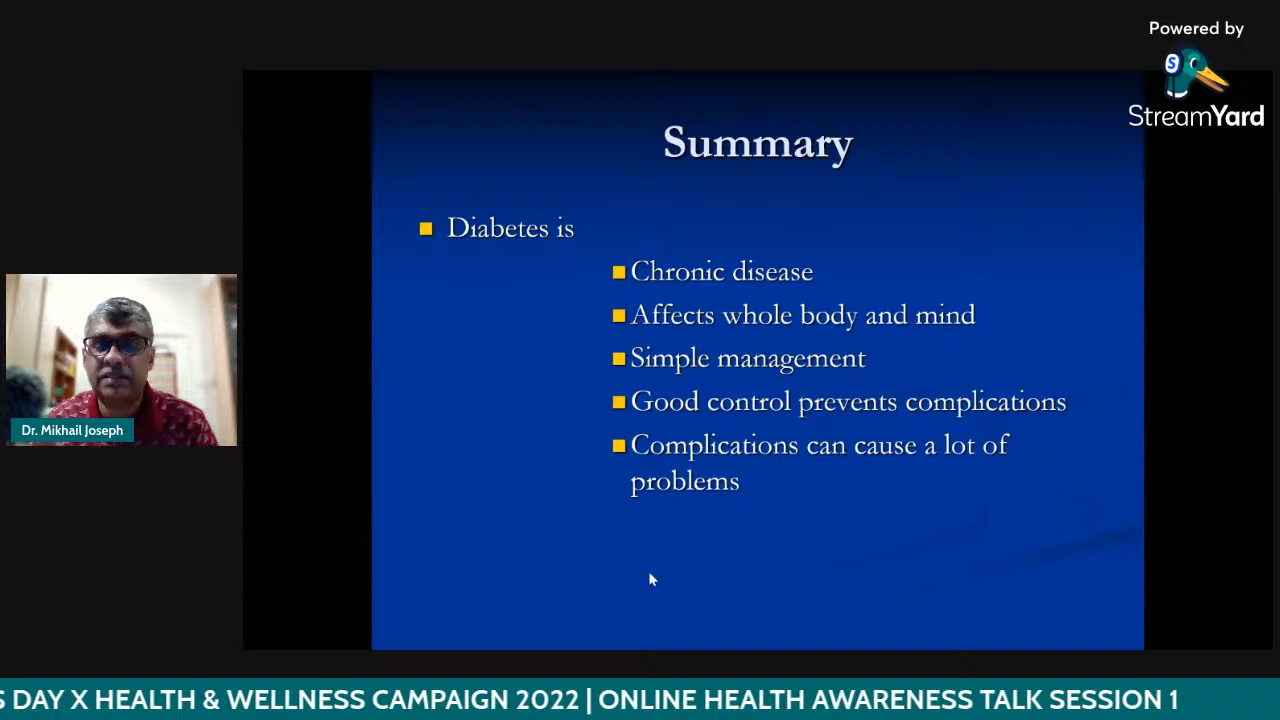 Powered by
StreamYard
Summary
Diabetes is
Chronic disease
Affects whole body and mind
Simple management
Good control prevents complications
Complications can cause a lot of
problems
Dr. Mikhail Joseph
S DAY X HEALTH & WELLNESS CAMPAIGN 2022 | ONLINE HEALTH AWARENESS TALK SESSION 1